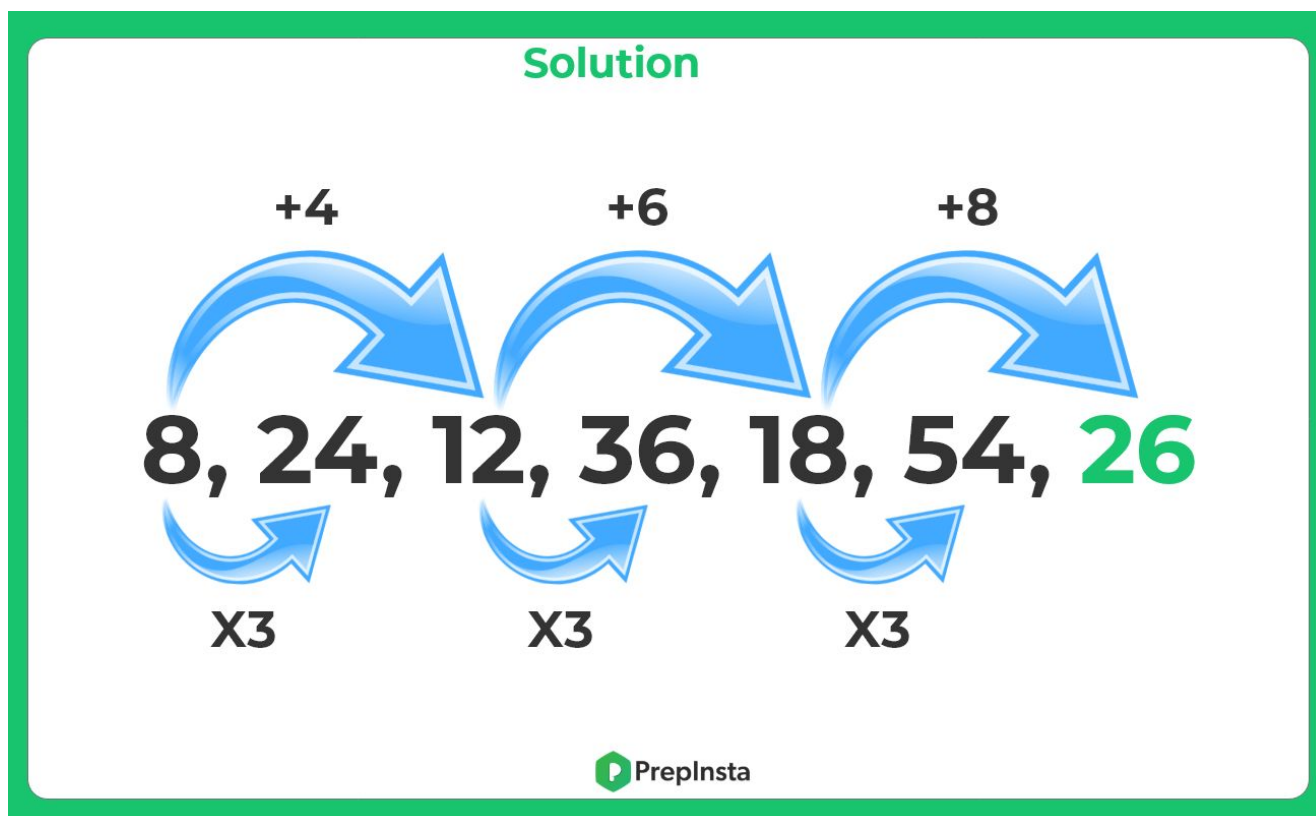 Solution
+4 +6 +8
8, 24, 12, 36, 18, 54, 26
X3 X3 X3
PrepInsta